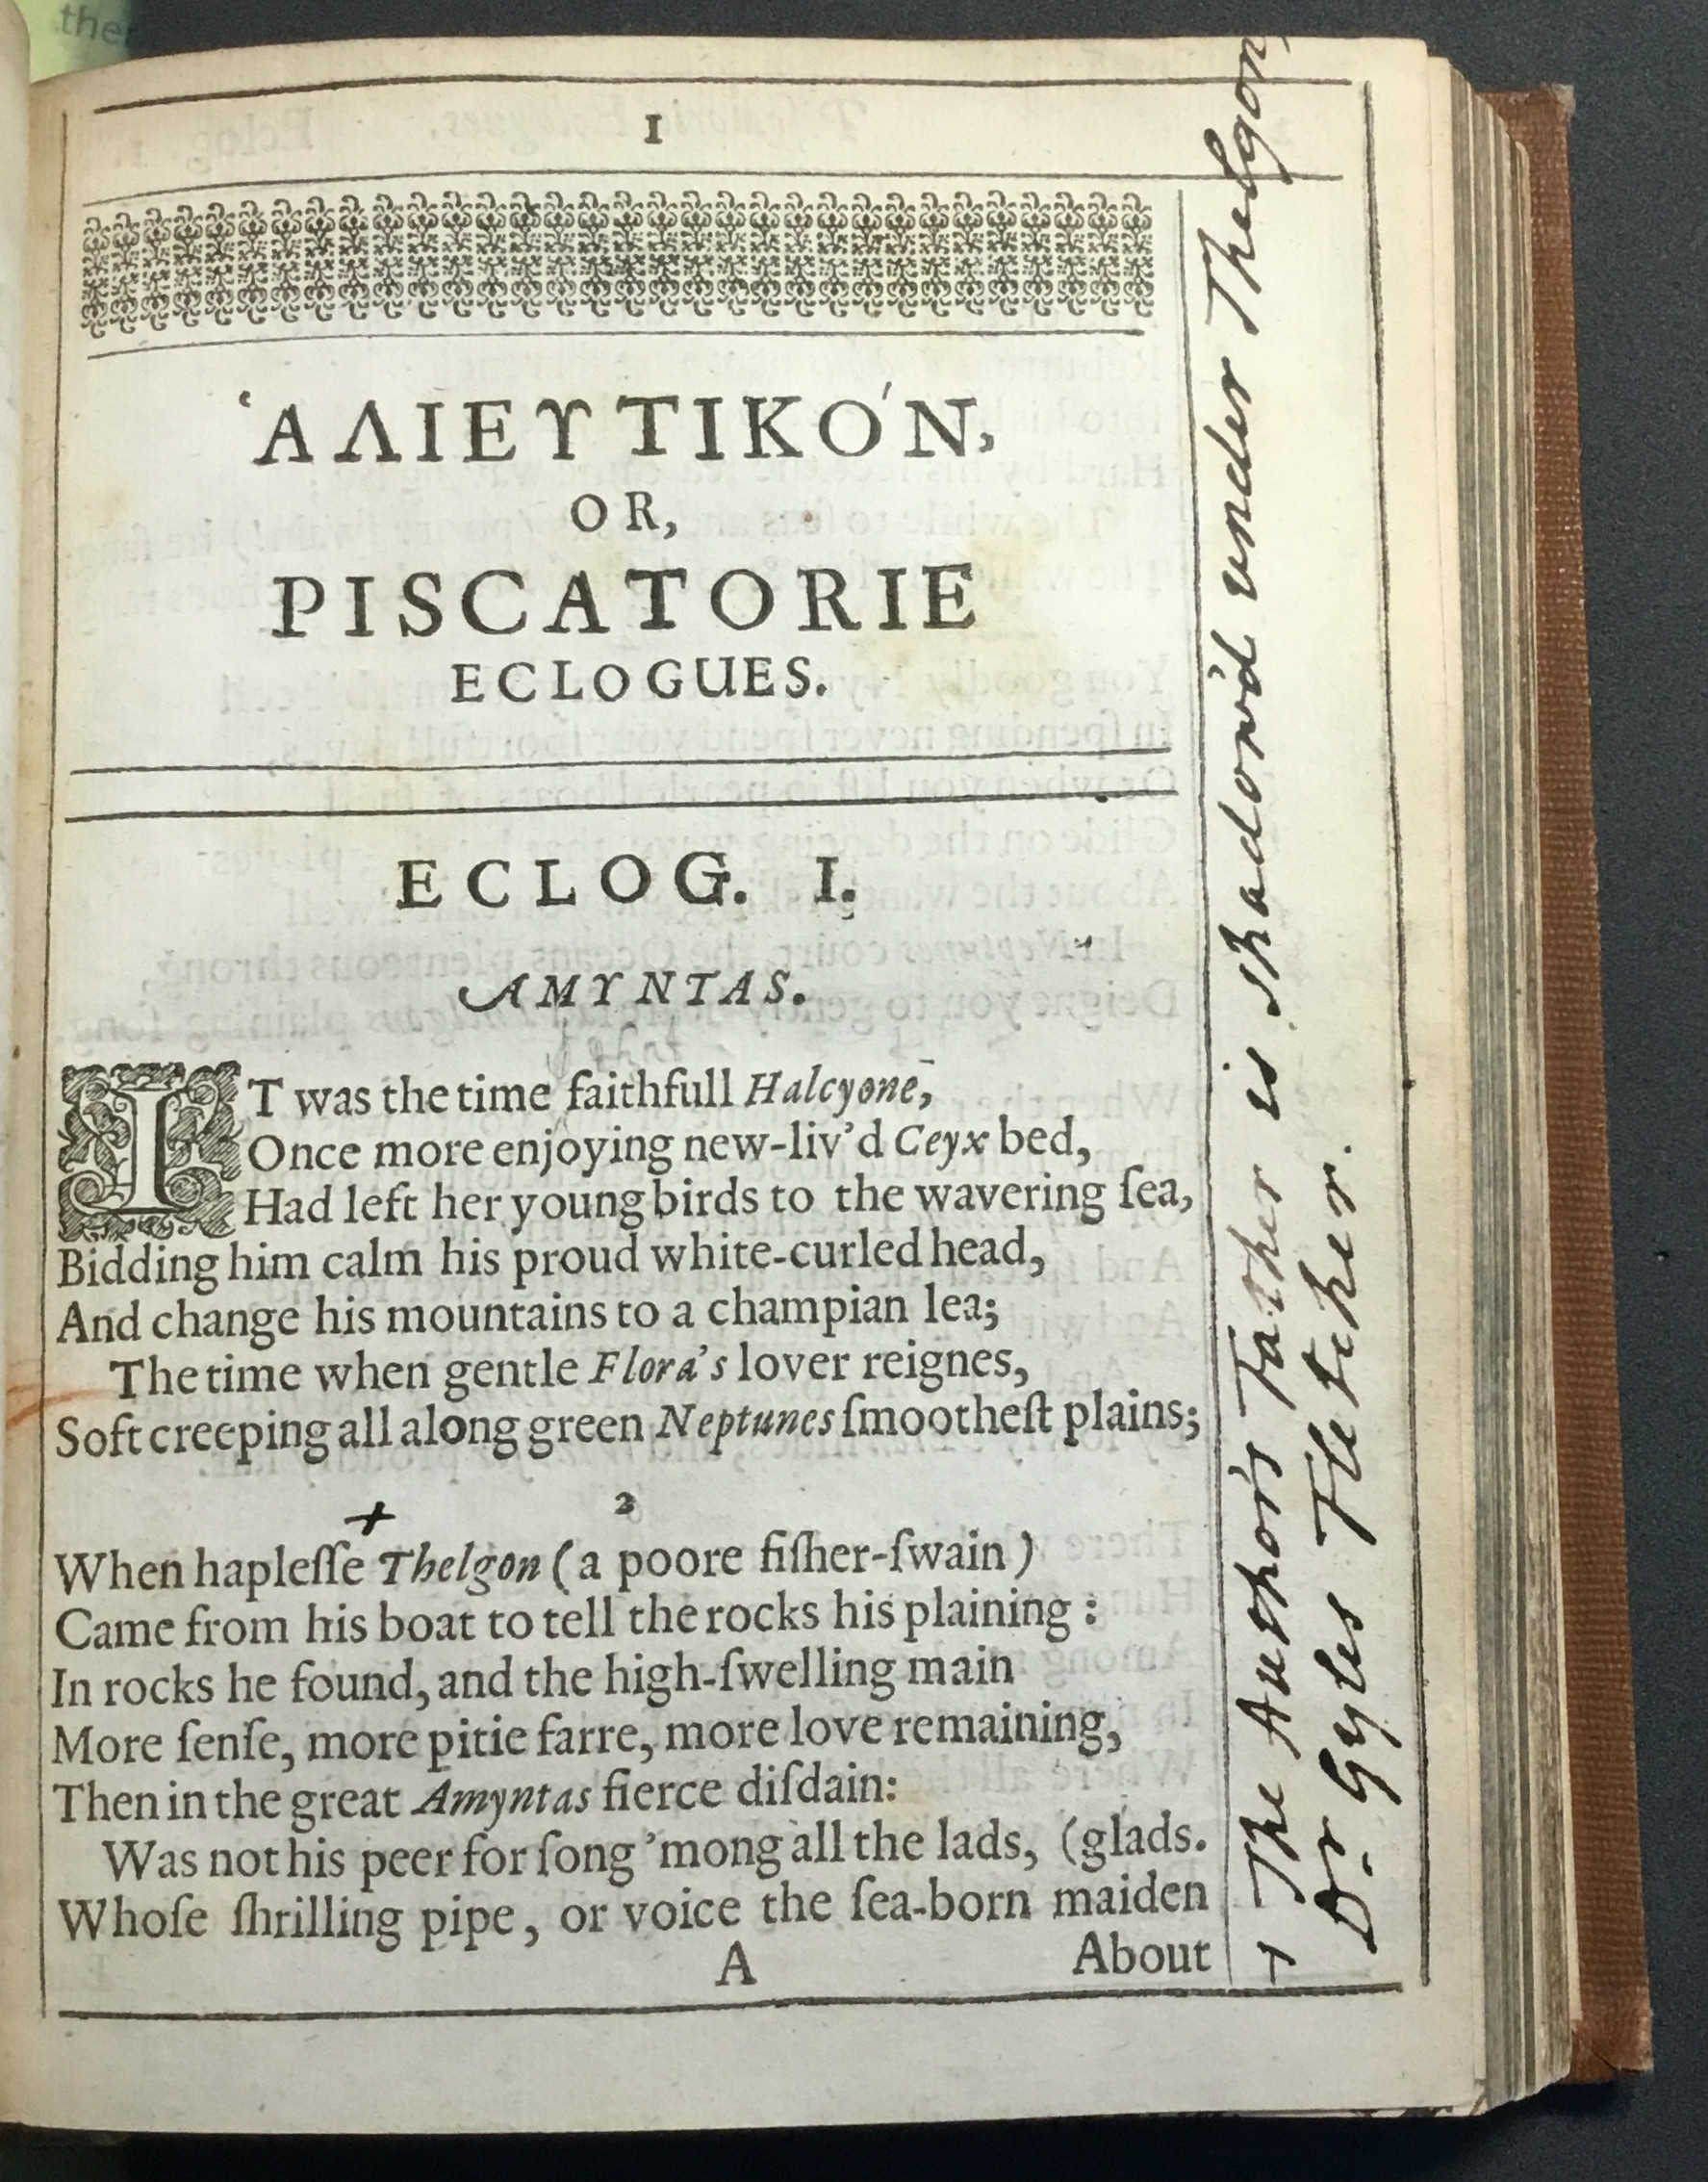 the
1
ἉΛΙΕΥΤΙΚΌΝ,
OR,
PISCATORIE
ECLOGUES.
ECLOG. I.
AMYNTAS.
IT was the time faithfull Halcyone,
Once more enjoying new-liv'd Ceyx bed,
Had left her young birds to the wavering ſea,
Bidding him calm his proud white-curled head,
And change his mountains to a champian lea;
The time when gentle Flora's lover reignes,
Soft creeping all along green Neptunes ſmootheſt plains;
+ 2
When hapleſſe Thelgon (a poore fiſher-ſwain)
Came from his boat to tell the rocks his plaining:
In rocks he found, and the high-ſwelling main
More ſenſe, more pitie farre, more love remaining,
Then in the great Amyntas fierce diſdain:
Was not his peer for ſong 'mong all the lads, (glads.
Whoſe ſhrilling pipe, or voice the ſea-born maiden
A About
+ The Author's Father is shadow'd under Thelgon,
Dr Gyles Fletcher.